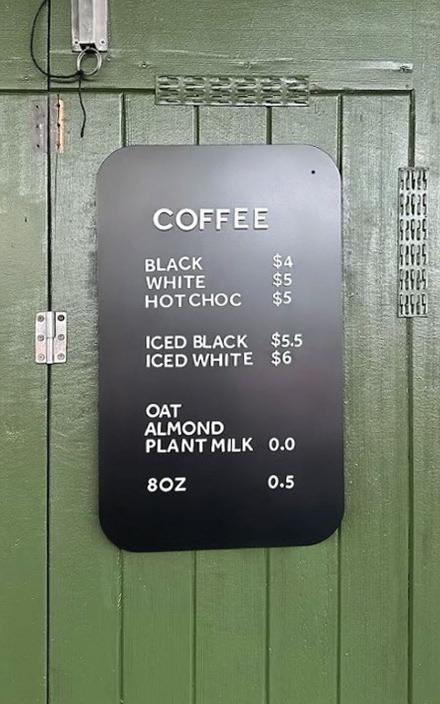 COFFEE
BLACK $4
WHITE $5
HOT CHOC $5
ICED BLACK $5.5
ICED WHITE $6
OAT
ALMOND
PLANT MILK 0.0
8OZ 0.5